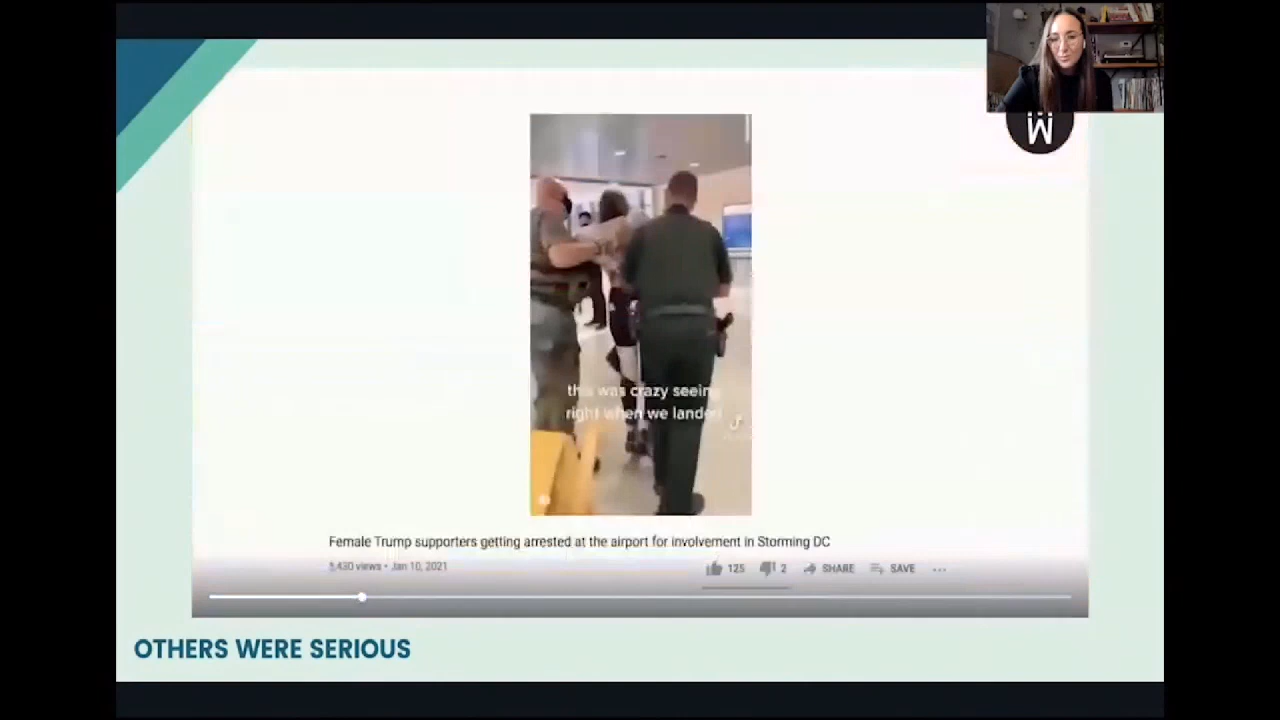 this was crazy seeing
right when we landed
Female Trump supporters getting arrested at the airport for involvement in Storming DC
5,430 views • Jan 10, 2021
125 2 SHARE SAVE
OTHERS WERE SERIOUS